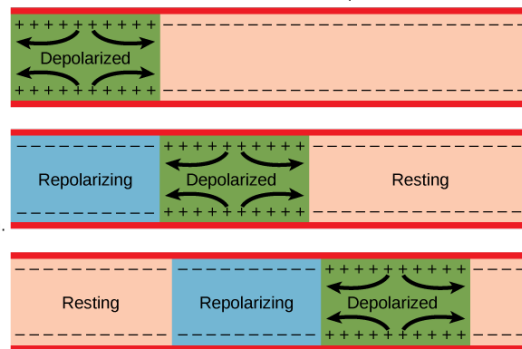 + + + + + + + + +
Depolarized
+ + + + + + + + +
+ + + + + + + + +
Repolarizing Depolarized Resting
+ + + + + + + + +
+ + + + + + + + +
Resting Repolarizing Depolarized
+ + + + + + + + +